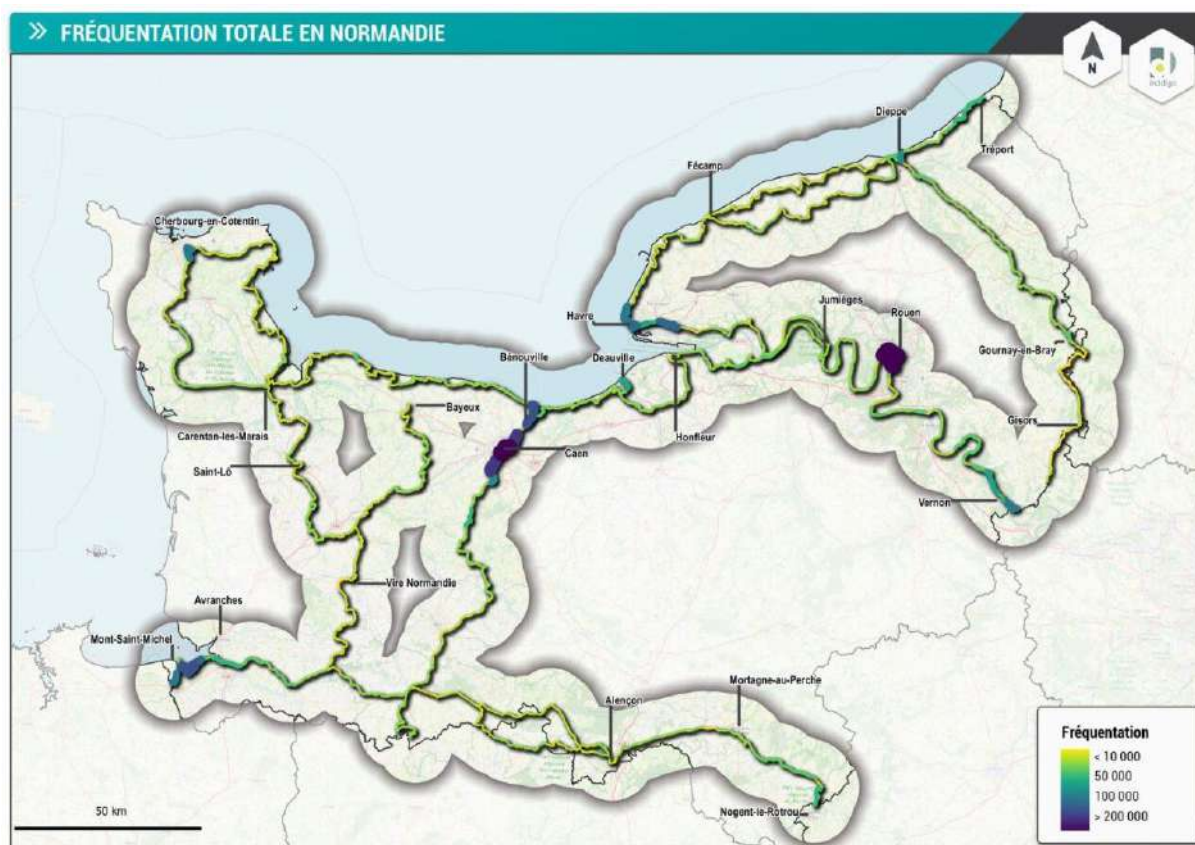 >> FRÉQUENTATION TOTALE EN NORMANDIE
N
indigo
Dieppe
Tréport
Fécamp
Cherbourg-en-Cotentin
Jumièges
Rouen
Havre
Gournay-en-Bray
Bénouville
Deauville
Bayeux
Gisors
Carentan-les-Marais
Honfleur
Caen
Saint-Lô
Vernon
Vire Normandie
Avranches
Mont-Saint-Michel
Mortagne-au-Perche
Alençon
Fréquentation
< 10 000
50 000
100 000
> 200 000
50 km
Nogent-le-Rotrou